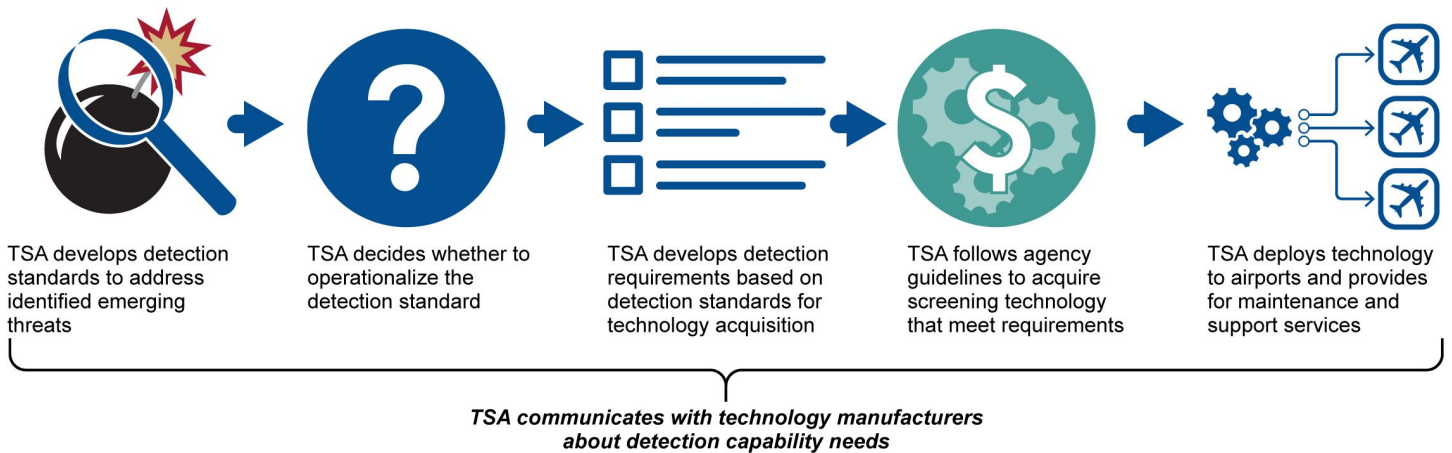 TSA develops detection
standards to address
identified emerging
threats
TSA decides whether to
operationalize the
detection standard
TSA develops detection
requirements based on
detection standards for
technology acquisition
TSA follows agency
guidelines to acquire
screening technology
that meet requirements
TSA deploys technology
to airports and provides
for maintenance and
support services
TSA communicates with technology manufacturers
about detection capability needs